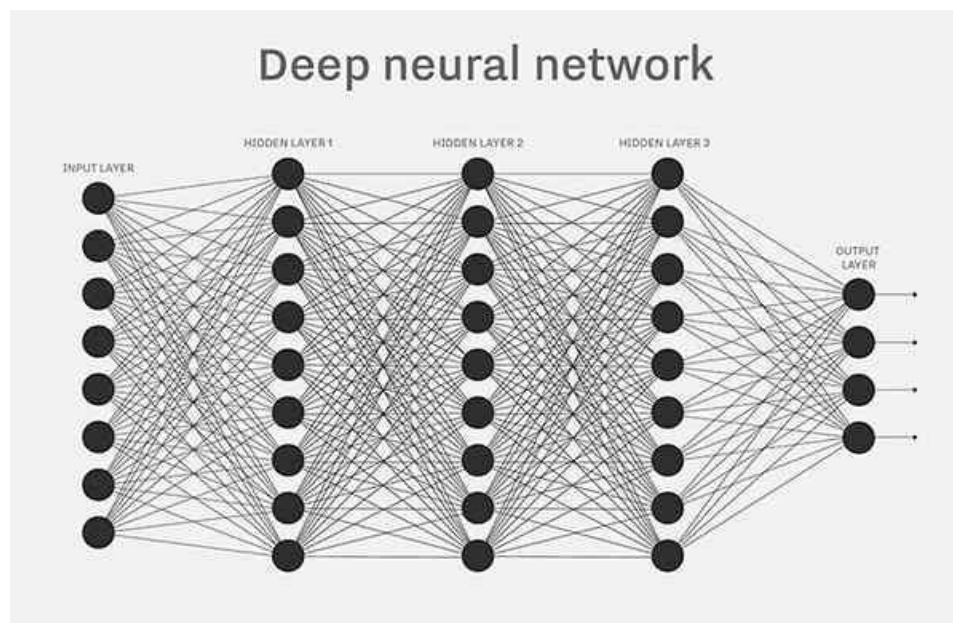 Deep neural network
INPUT LAYER
HIDDEN LAYER 1
HIDDEN LAYER 2
HIDDEN LAYER 3
OUTPUT
LAYER